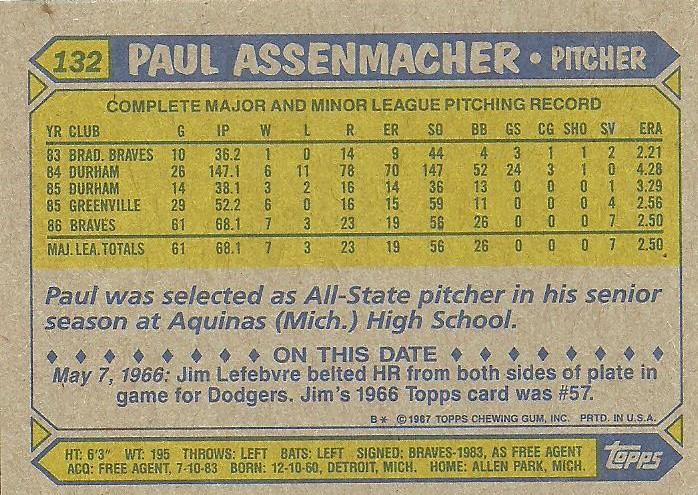 132 PAUL ASSENMACHER • PITCHER
COMPLETE MAJOR AND MINOR LEAGUE PITCHING RECORD
YR CLUB G IP W L R ER SO BB GS CG SHO SV ERA
83 BRAD. BRAVES 10 36.2 1 0 14 9 44 4 3 1 1 2 2.21
84 DURHAM 26 147.1 6 11 78 70 147 52 24 3 1 0 4.28
85 DURHAM 14 38.1 3 2 16 14 36 13 0 0 0 1 3.29
85 GREENVILLE 29 52.2 6 0 16 15 59 11 0 0 0 4 2.56
86 BRAVES 61 68.1 7 3 23 19 56 26 0 0 0 7 2.50
MAJ. LEA. TOTALS 61 68.1 7 3 23 19 56 26 0 0 0 7 2.50
Paul was selected as All-State pitcher in his senior
season at Aquinas (Mich.) High School.
♦ ♦ ♦ ♦ ♦ ♦ ♦ ♦ ON THIS DATE ♦ ♦ ♦ ♦ ♦ ♦ ♦ ♦
May 7, 1966: Jim Lefebvre belted HR from both sides of plate in
game for Dodgers. Jim's 1966 Topps card was #57.
B* ©1987 TOPPS CHEWING GUM, INC. PRTD. IN U.S.A.
HT: 6'3" WT: 195 THROWS: LEFT BATS: LEFT SIGNED: BRAVES-1983, AS FREE AGENT
ACQ: FREE AGENT, 7-10-83 BORN: 12-10-60, DETROIT, MICH. HOME: ALLEN PARK, MICH.
topps